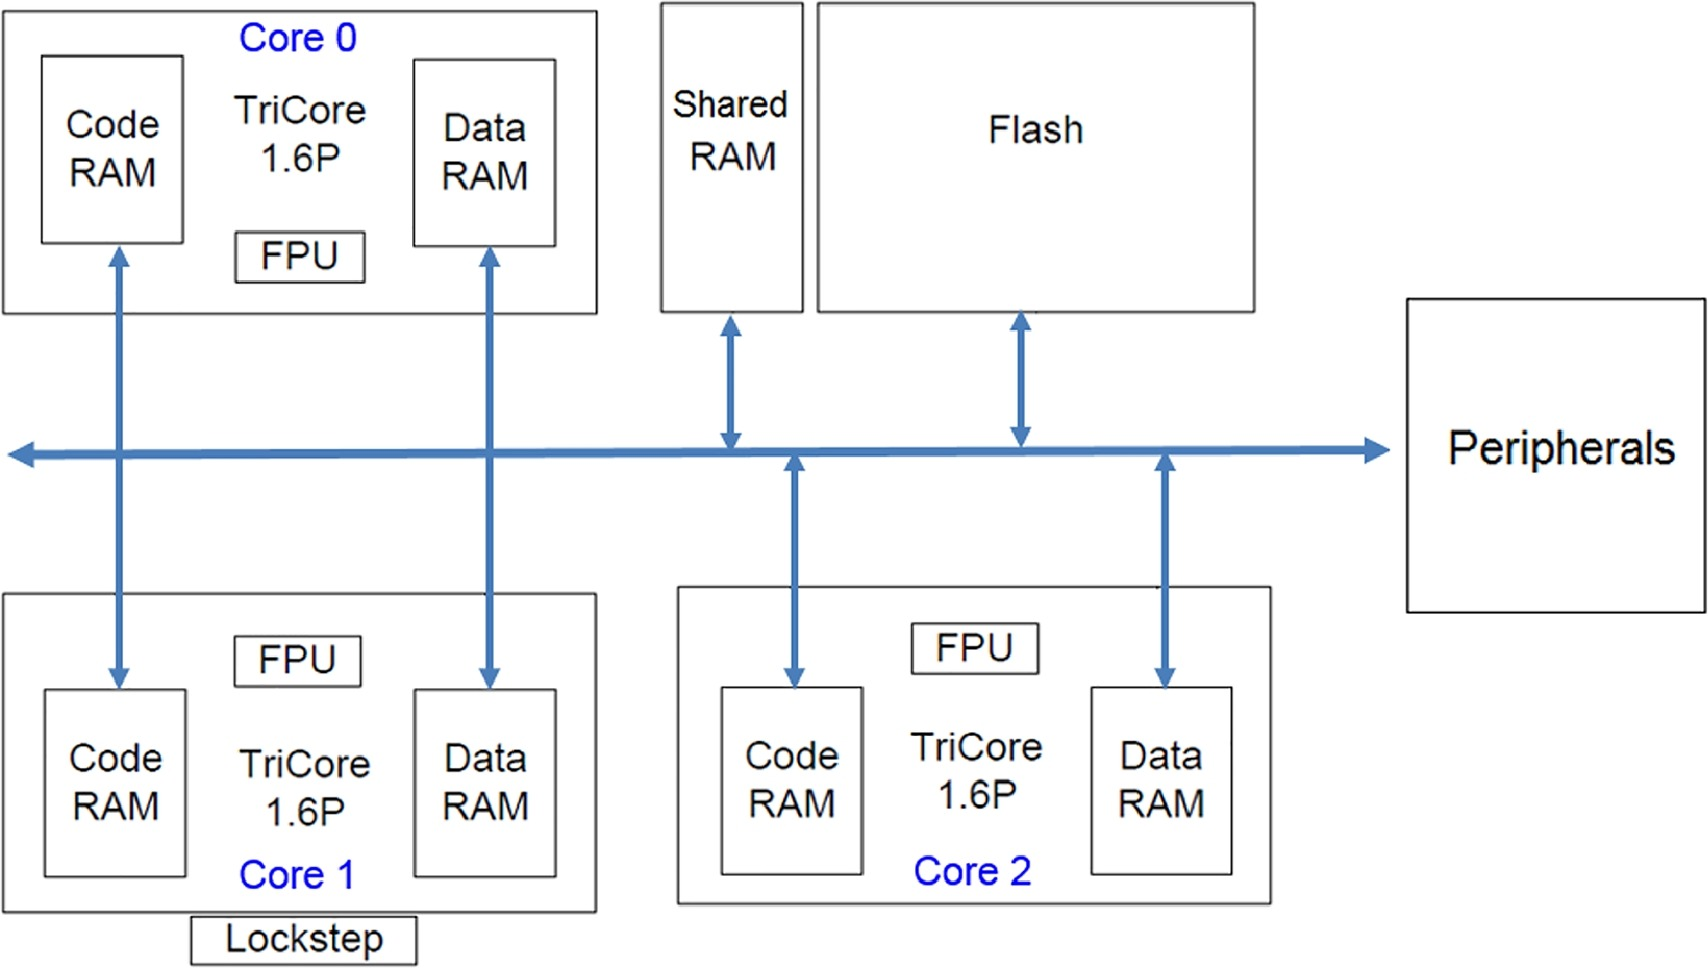 Core 0
Code
RAM
TriCore
1.6P
Data
RAM
FPU
Shared
RAM
Flash
Peripherals
FPU
Code
RAM
TriCore
1.6P
Data
RAM
Core 1
Lockstep
FPU
Code
RAM
TriCore
1.6P
Data
RAM
Core 2